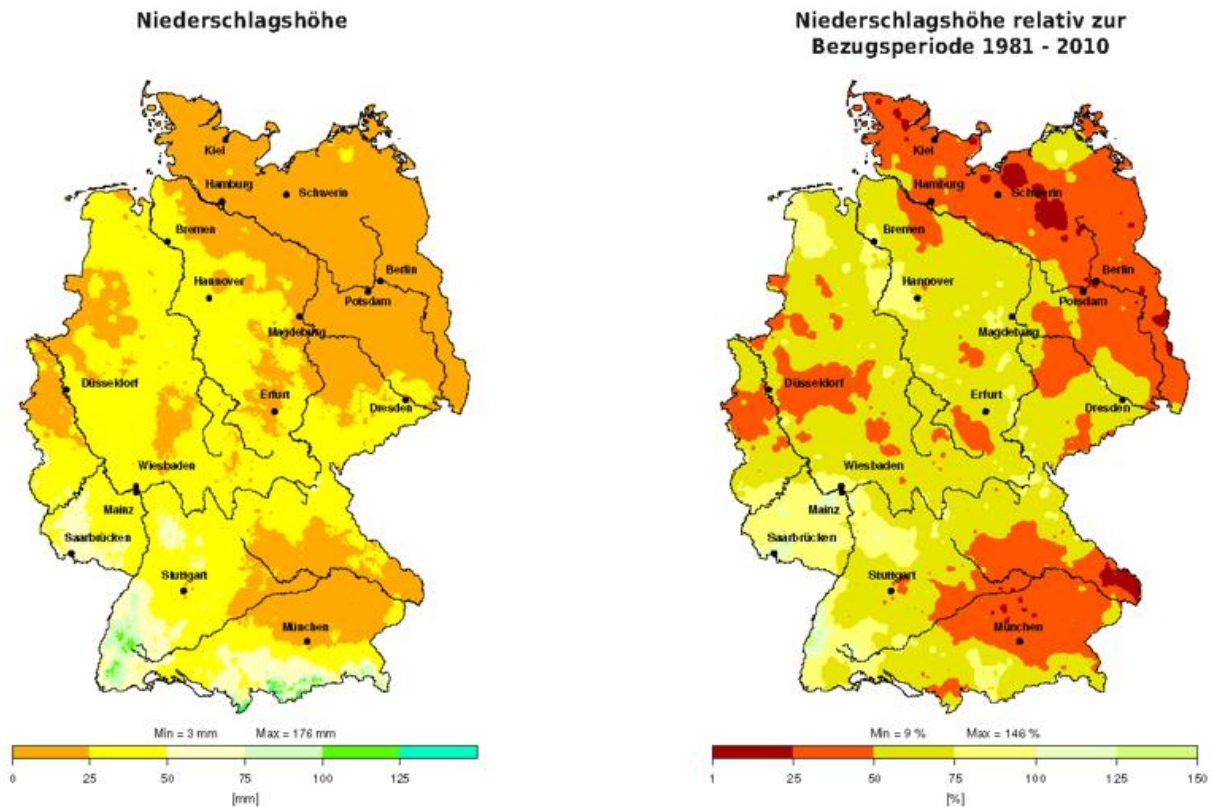 Niederschlagshöhe
Kiel
Hamburg
Schwerin
Bremen
Berlin
Hannover
Potsdam
Magdeburg
Düsseldorf
Erfurt
Dresden
Wiesbaden
Mainz
Saarbrücken
Stuttgart
München
Min = 3 mm Max = 176 mm
0 25 50 75 100 125
[mm]
Niederschlagshöhe relativ zur
Bezugsperiode 1981 - 2010
Kiel
Hamburg
Schwerin
Bremen
Berlin
Hannover
Potsdam
Magdeburg
Düsseldorf
Erfurt
Dresden
Wiesbaden
Mainz
Saarbrücken
Stuttgart
München
Min = 9 % Max = 146 %
1 25 50 75 100 125 150
[%]